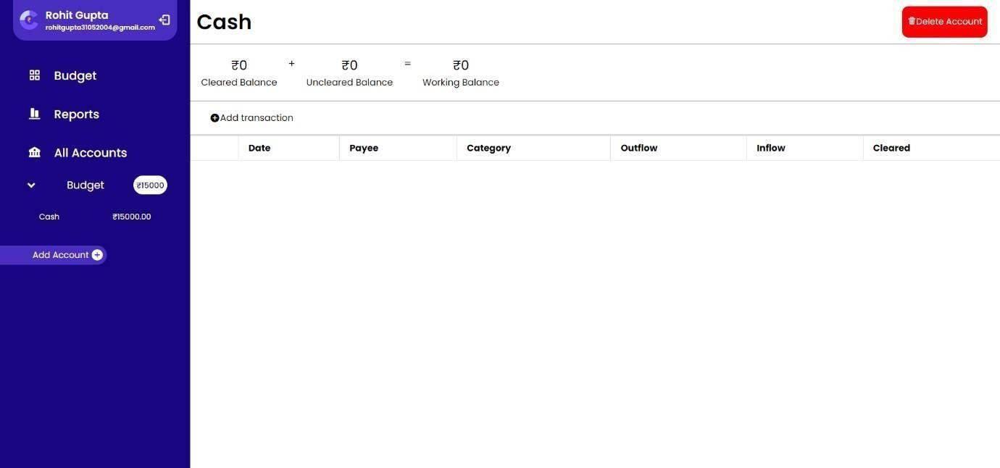 Rohit Gupta
rohitgupta31052004@gmail.com
Budget
Reports
All Accounts
Budget ₹15000
Cash ₹15000.00
Add Account
Cash
Delete Account
₹0 + ₹0 = ₹0
Cleared Balance Uncleared Balance Working Balance
Add transaction
Date Payee Category Outflow Inflow Cleared